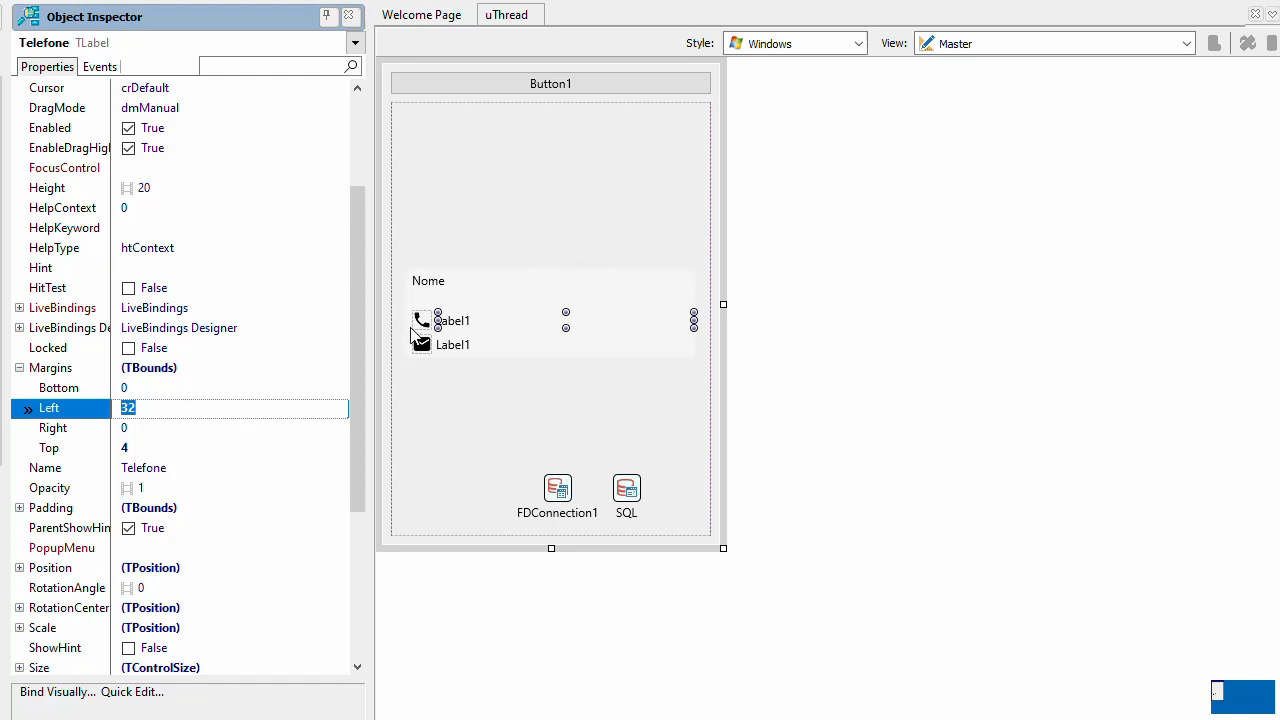 Object Inspector
Telefone TLabel
Properties Events
Cursor crDefault
DragMode dmManual
Enabled True
EnableDragHigl True
FocusControl
Height 20
HelpContext 0
HelpKeyword
HelpType htContext
Hint
HitTest False
LiveBindings LiveBindings
LiveBindings De LiveBindings Designer
Locked False
Margins (TBounds)
Bottom 0
Left 32
Right 0
Top 4
Name Telefone
Opacity 1
Padding (TBounds)
ParentShowHin True
PopupMenu
Position (TPosition)
RotationAngle 0
RotationCenter (TPosition)
Scale (TPosition)
ShowHint False
Size (TControlSize)
Bind Visually... Quick Edit...
Welcome Page uThread
Style: Windows View: Master
Button1
Nome
Label1
Label1
FDConnection1 SQL